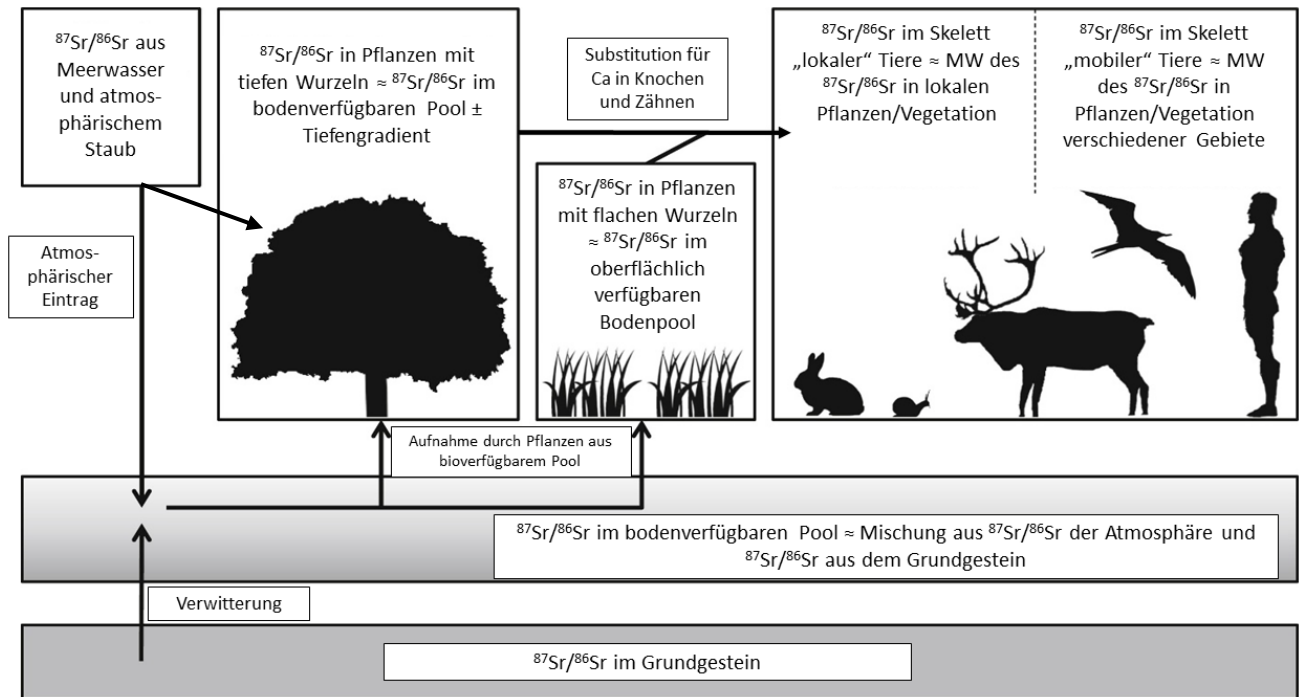 ⁸⁷Sr/⁸⁶Sr aus
Meerwasser
und atmos-
phärischem
Staub
⁸⁷Sr/⁸⁶Sr in Pflanzen mit
tiefen Wurzeln ≈ ⁸⁷Sr/⁸⁶Sr im
bodenverfügbaren Pool ±
Tiefengradient
Substitution für
Ca in Knochen
und Zähnen
⁸⁷Sr/⁸⁶Sr im Skelett
„lokaler“ Tiere ≈ MW des
⁸⁷Sr/⁸⁶Sr in lokalen
Pflanzen/Vegetation
⁸⁷Sr/⁸⁶Sr im Skelett
„mobiler“ Tiere ≈ MW
des ⁸⁷Sr/⁸⁶Sr in
Pflanzen/Vegetation
verschiedener Gebiete
⁸⁷Sr/⁸⁶Sr in Pflanzen
mit flachen Wurzeln
≈ ⁸⁷Sr/⁸⁶Sr im
oberflächlich
verfügbaren
Bodenpool
Atmos-
phärischer
Eintrag
Aufnahme durch Pflanzen aus
bioverfügbarem Pool
⁸⁷Sr/⁸⁶Sr im bodenverfügbaren Pool ≈ Mischung aus ⁸⁷Sr/⁸⁶Sr der Atmosphäre und
⁸⁷Sr/⁸⁶Sr aus dem Grundgestein
Verwitterung
⁸⁷Sr/⁸⁶Sr im Grundgestein